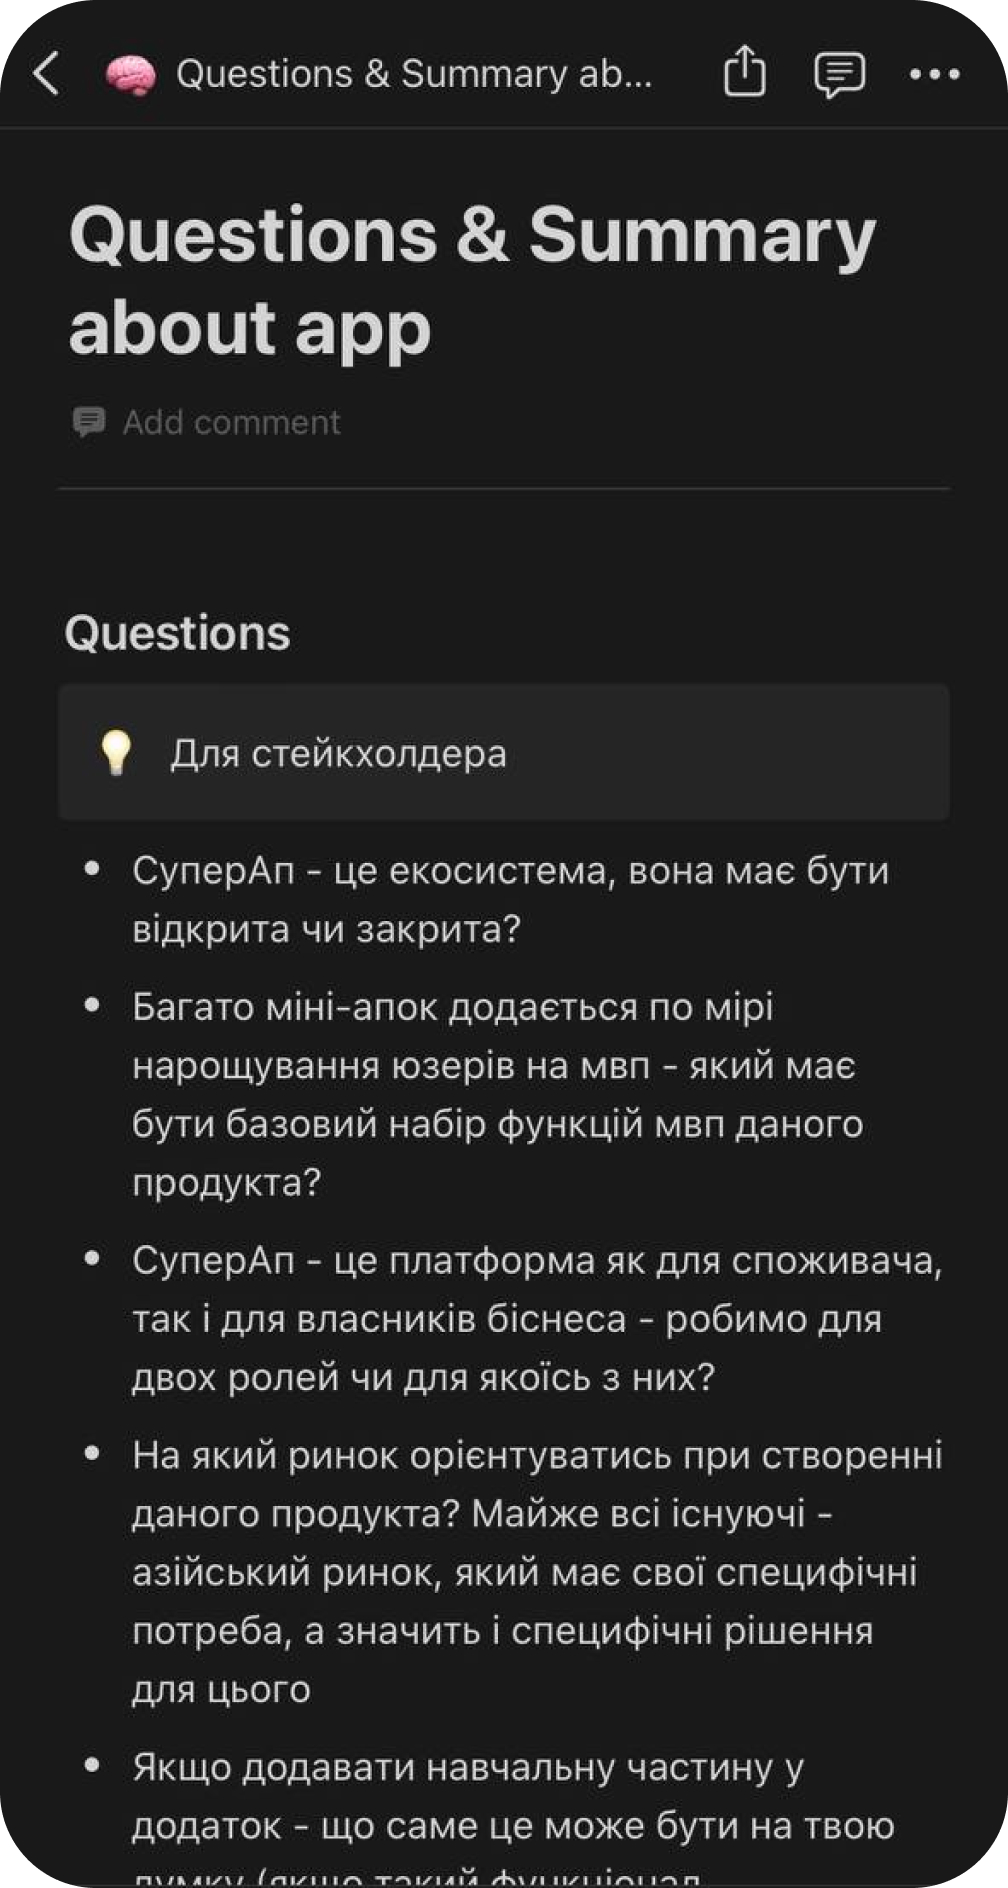 Questions & Summary ab...
Questions & Summary
about app
Add comment
Questions
Для стейкхолдера
СуперАп - це екосистема, вона має бути
відкрита чи закрита?
Багато міні-апок додається по мірі
нарощування юзерів на мвп - який має
бути базовий набір функцій мвп даного
продукта?
СуперАп - це платформа як для споживача,
так і для власників біснеса - робимо для
двох ролей чи для якоїсь з них?
На який ринок орієнтуватись при створенні
даного продукта? Майже всі існуючі -
азійський ринок, який має свої специфічні
потреба, а значить і специфічні рішення
для цього
Якщо додавати навчальну частину у
додаток - що саме це може бути на твою
думку (якщо такий функціонал